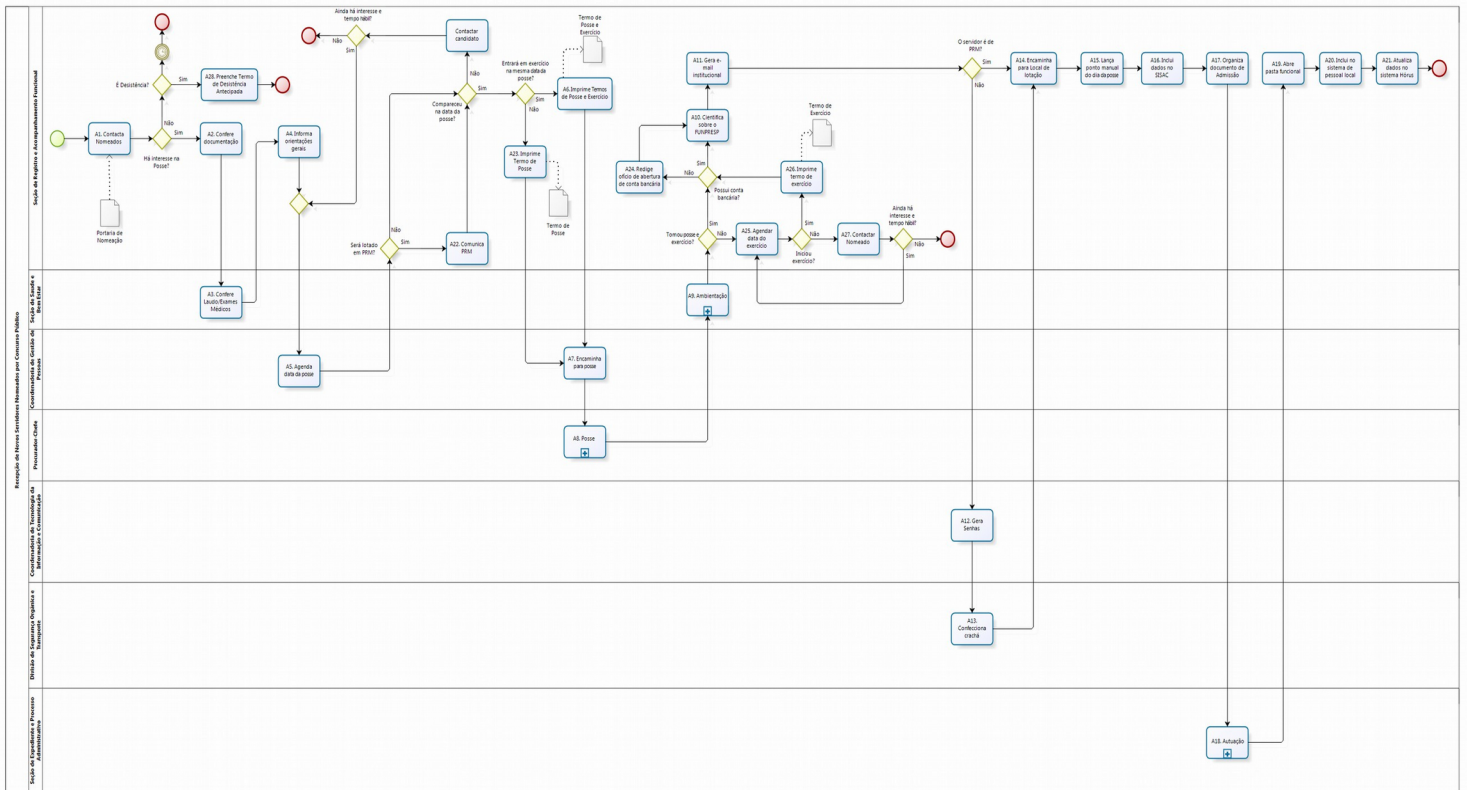 Recepção de Novos Servidores Nomeados por Concurso Público
Seção de Registro e Acompanhamento Funcional
É Desistência?
Sim
Não
A28. Preenche Termo
de Desistência
Antecipada
A1. Contacta
Nomeados
Há interesse na
Posse?
Sim
A2. Confere
documentação
Portaria de
Nomeação
A4. Informa
orientações
gerais
Ainda há interesse e
tempo hábil?
Não
Sim
Contactar
candidato
Não
Compareceu
na data da
posse?
Sim
Será lotado
em PRM?
Não
Sim
A22. Comunica
PRM
Entrará em exercício
na mesma data da
posse?
Sim
Não
Termo de
Posse e
Exercício
A6. Imprime Temos
de Posse e Exercício
A23. Imprime
Termo de
Posse
Termo de
Posse
A11. Gera e-
mail
institucional
A10. Cientifica
sobre o
FUNPRESP
A24. Redige
ofício de abertura
de conta bancária
Não
Sim
Possui conta
bancária?
Termo de
Exercício
A26. Imprime
termo de
exercício
Tomou posse e
exercício?
Sim
Não
A25. Agendar
data do
exercício
Sim
Não
Iniciou
exercício?
A27. Contactar
Nomeado
Ainda há
interesse e
tempo hábil?
Não
Sim
O servidor é de
PRM?
Sim
Não
A14. Encaminha
para Local de
lotação
A15. Lança
ponto manual
do dia da posse
A16. Inclui
dados no
SISAC
A17. Organiza
documento de
Admissão
A19. Abre
pasta funcional
A20. Inclui no
sistema de
pessoal local
A21. Atualiza
dados no
sistema Hórus
Seção de Saúde e
Bem Estar
A3. Confere
Laudo/Exames
Médicos
A9. Ambientação
Coordenadoria de Gestão de
Pessoas
A5. Agenda
data da posse
A7. Encaminha
para posse
Procurador-Chefe
A8. Posse
Coordenadoria de Tecnologia da
Informação e Comunicação
A12. Gera
Senhas
Divisão de Segurança Orgânica e
Transporte
A13.
Confecciona
crachá
Seção de Expediente e Processo
Administrativo
A18. Autuação